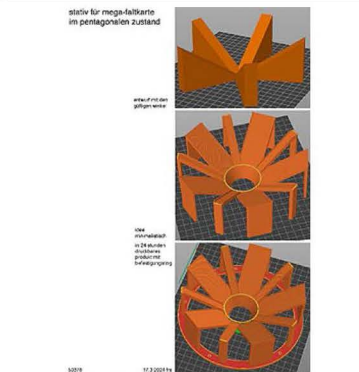 stativ für mega-faltkarte
im pentagonalen zustand
entwurf mit den
gültigen winkeln
idee
minimalistisch
in 24 stunden
druckbares
produkt mit
befestigungsring
17.3.2024